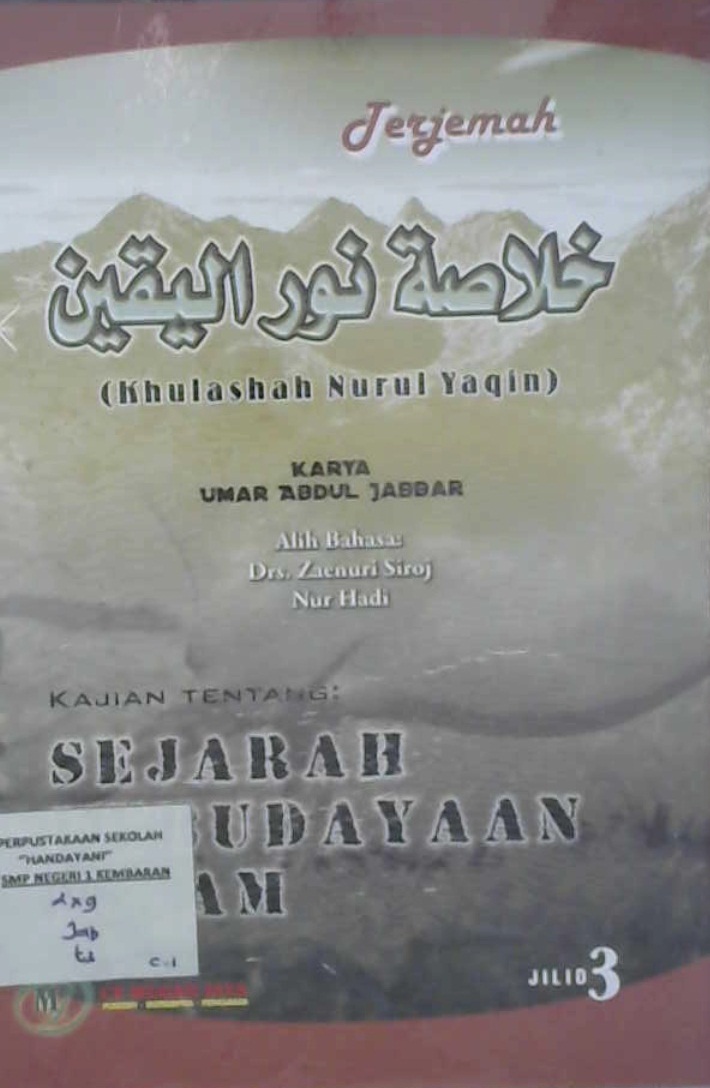 Terjemah
خلاصة نور اليقين
(Khulashah Nurul Yaqin)
KARYA
UMAR ABDUL JABBAR
Alih Bahasa:
Drs. Zaenuri Siroj
Nur Hadi
KAJIAN TENTANG:
SEJARAH
BUDAYAAN
AM
PERPUSTAKAAN SEKOLAH
"HANDAYANI"
SMP NEGERI 1 KEMBARAN
C-1
JILID 3